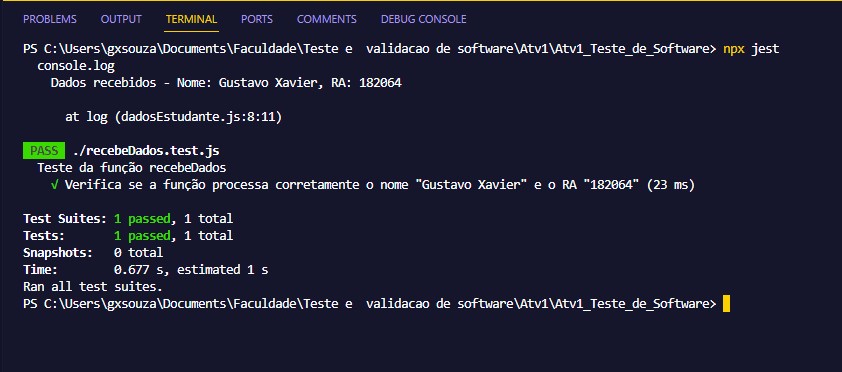 PROBLEMS OUTPUT TERMINAL PORTS COMMENTS DEBUG CONSOLE
PS C:\Users\gxsouza\Documents\Faculdade\Teste e  validacao de software\Atv1\Atv1_Teste_de_Software> npx jest
console.log
Dados recebidos - Nome: Gustavo Xavier, RA: 182064
at log (dadosEstudante.js:8:11)
PASS ./recebeDados.test.js
Teste da função recebeDados
√ Verifica se a função processa corretamente o nome "Gustavo Xavier" e o RA "182064" (23 ms)
Test Suites: 1 passed, 1 total
Tests: 1 passed, 1 total
Snapshots: 0 total
Time: 0.677 s, estimated 1 s
Ran all test suites.
PS C:\Users\gxsouza\Documents\Faculdade\Teste e  validacao de software\Atv1\Atv1_Teste_de_Software>